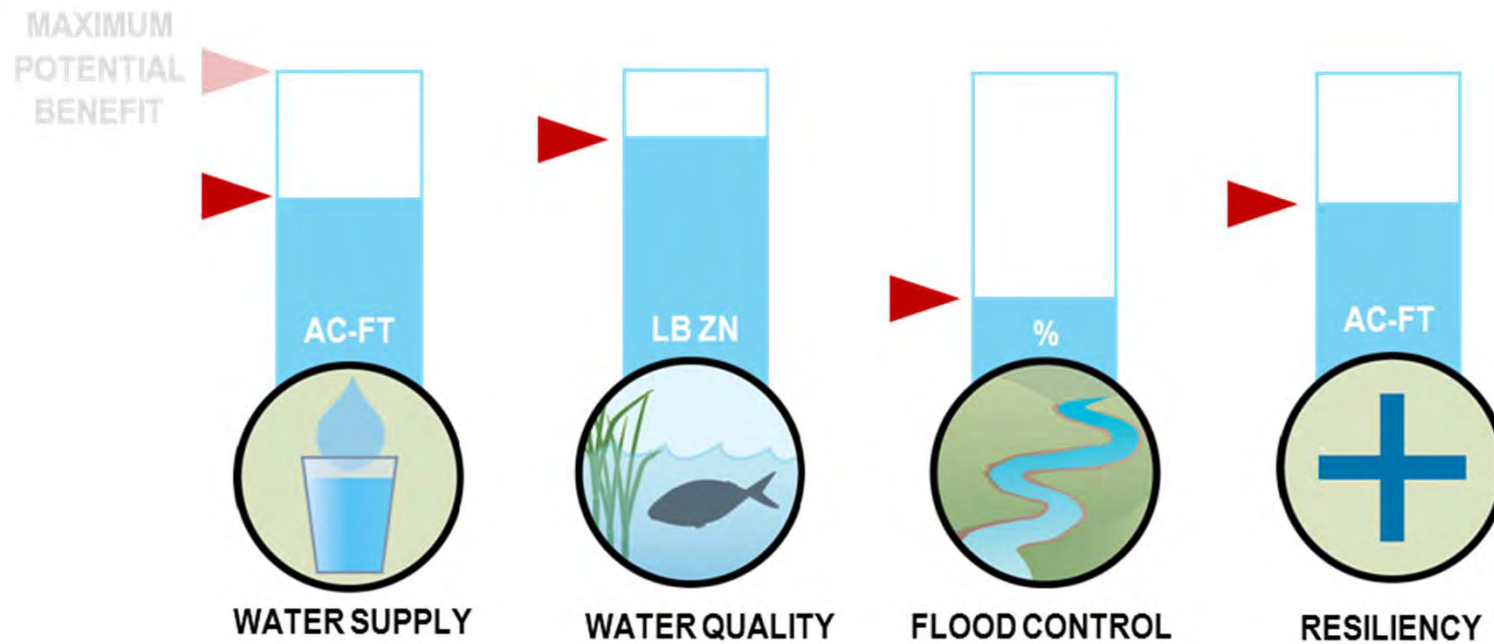 MAXIMUM
POTENTIAL
BENEFIT
AC-FT
LB ZN
%
AC-FT
WATER SUPPLY
WATER QUALITY
FLOOD CONTROL
RESILIENCY